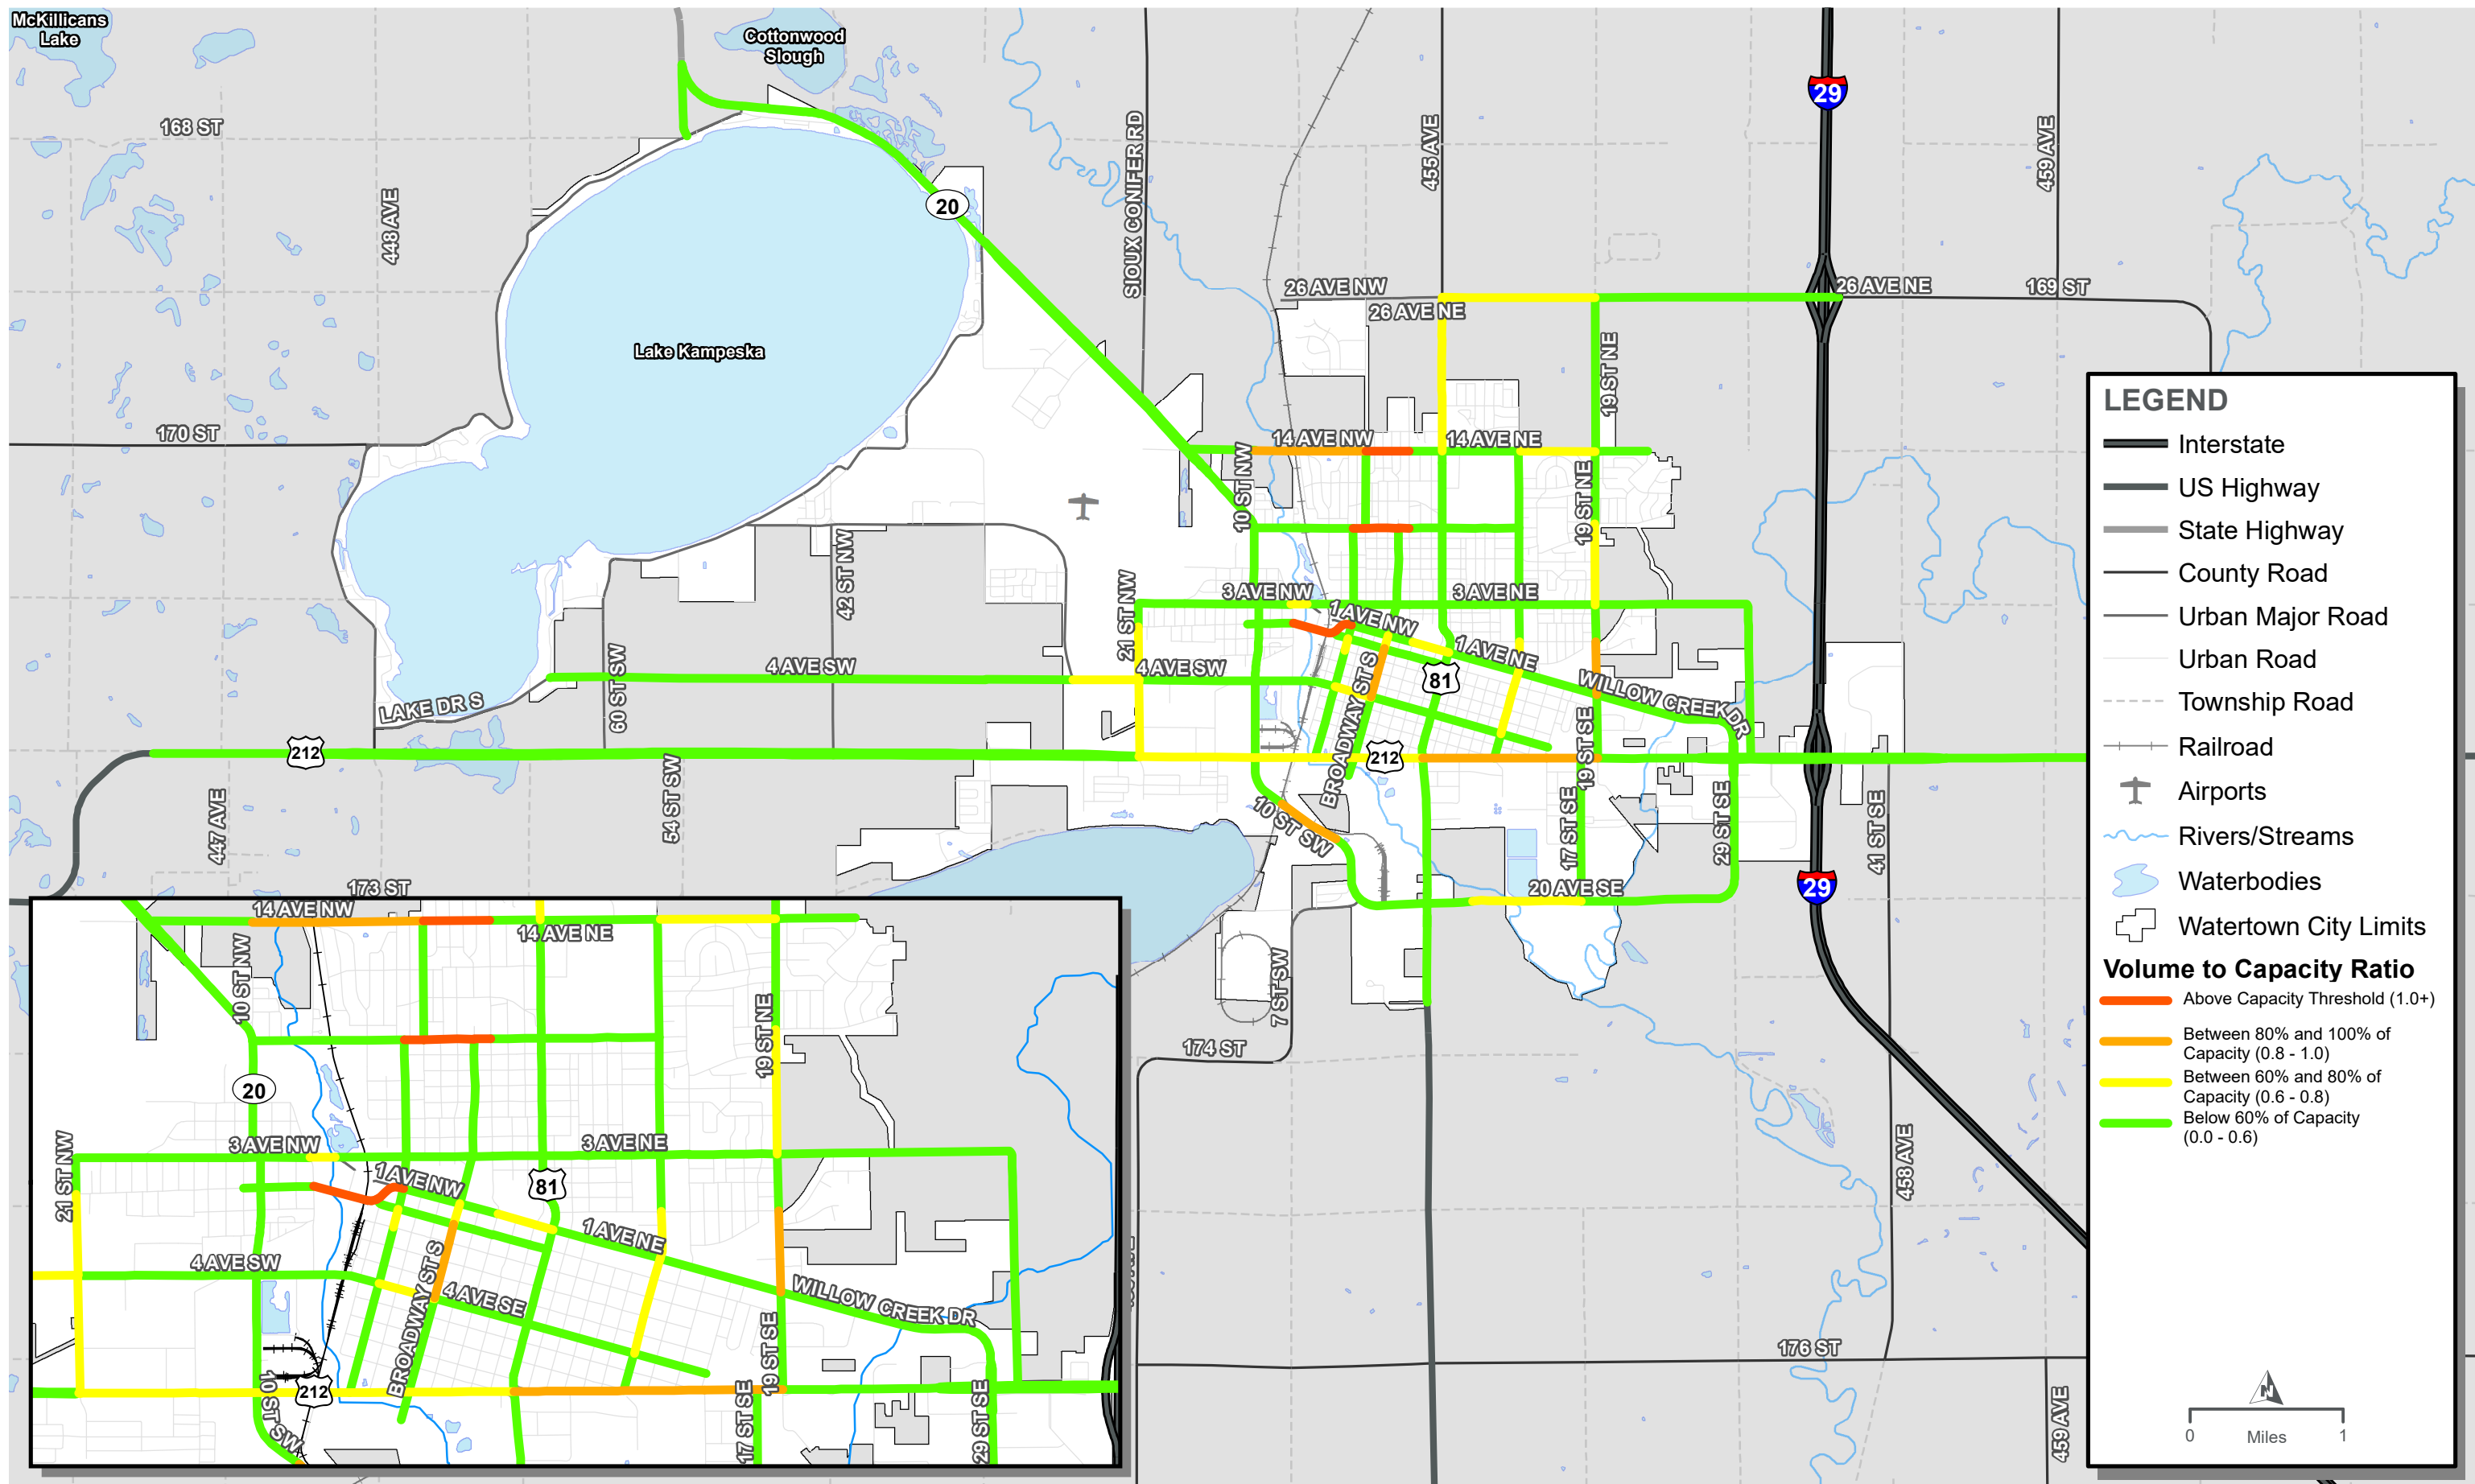 McKillicans
Lake
Cottonwood
Slough
29
168 ST
SIOUX CONIFER RD
455 AVE
459 AVE
448 AVE
20
26 AVE NW
26 AVE NE
26 AVE NE
169 ST
Lake Kampeska
19 ST NE
170 ST
14 AVE NW
14 AVE NE
10 ST NW
19 ST NE
42 ST NW
21 ST NW
3 AVE NW
3 AVE NE
1 AVE NW
1 AVE NE
4 AVE SW
4 AVE SW
60 ST SW
81
WILLOW CREEK DR
LAKE DR S
BROADWAY ST S
19 ST SE
212
212
54 ST SW
447 AVE
10 ST SW
17 ST SE
29 ST SE
41 ST SE
173 ST
20 AVE SE
29
7 ST SW
174 ST
458 AVE
176 ST
459 AVE
14 AVE NW
14 AVE NE
10 ST NW
19 ST NE
20
3 AVE NW
3 AVE NE
21 ST NW
1 AVE NW
81
1 AVE NE
4 AVE SW
BROADWAY ST S
4 AVE SE
WILLOW CREEK DR
19 ST SE
212
10 ST SW
17 ST SE
29 ST SE
LEGEND
Interstate
US Highway
State Highway
County Road
Urban Major Road
Urban Road
Township Road
Railroad
Airports
Rivers/Streams
Waterbodies
Watertown City Limits
Volume to Capacity Ratio
Above Capacity Threshold (1.0+)
Between 80% and 100% of
Capacity (0.8 - 1.0)
Between 60% and 80% of
Capacity (0.6 - 0.8)
Below 60% of Capacity
(0.0 - 0.6)
N
0
Miles
1